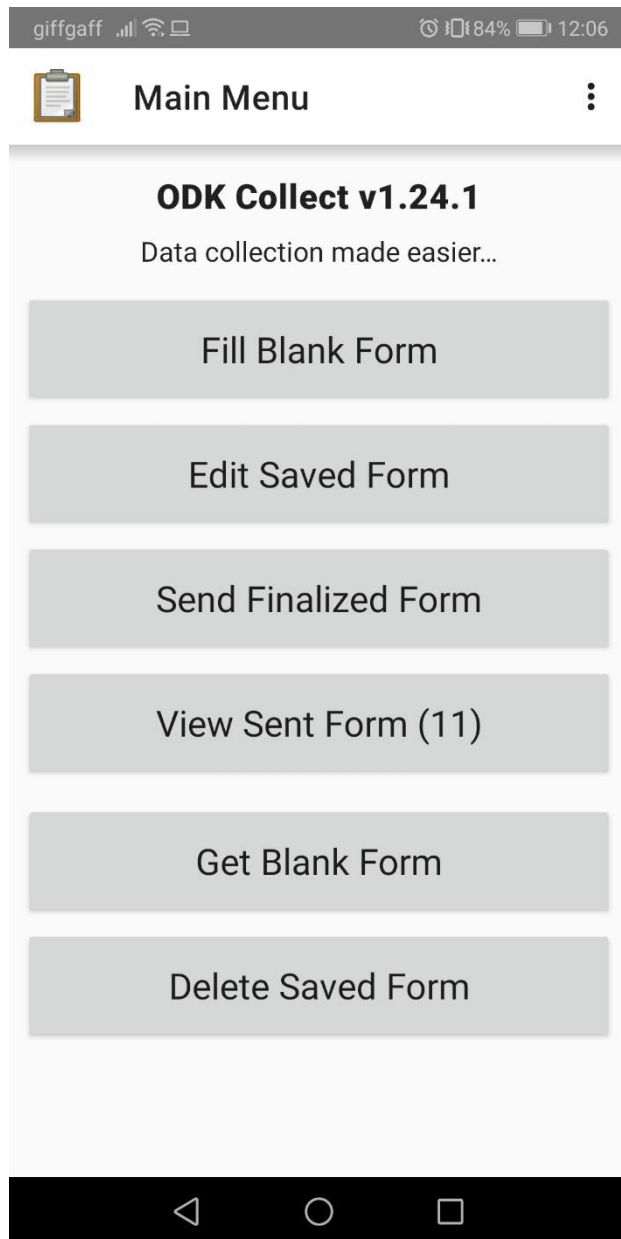 giffgaff 84% 12:06
Main Menu
ODK Collect v1.24.1
Data collection made easier...
Fill Blank Form
Edit Saved Form
Send Finalized Form
View Sent Form (11)
Get Blank Form
Delete Saved Form